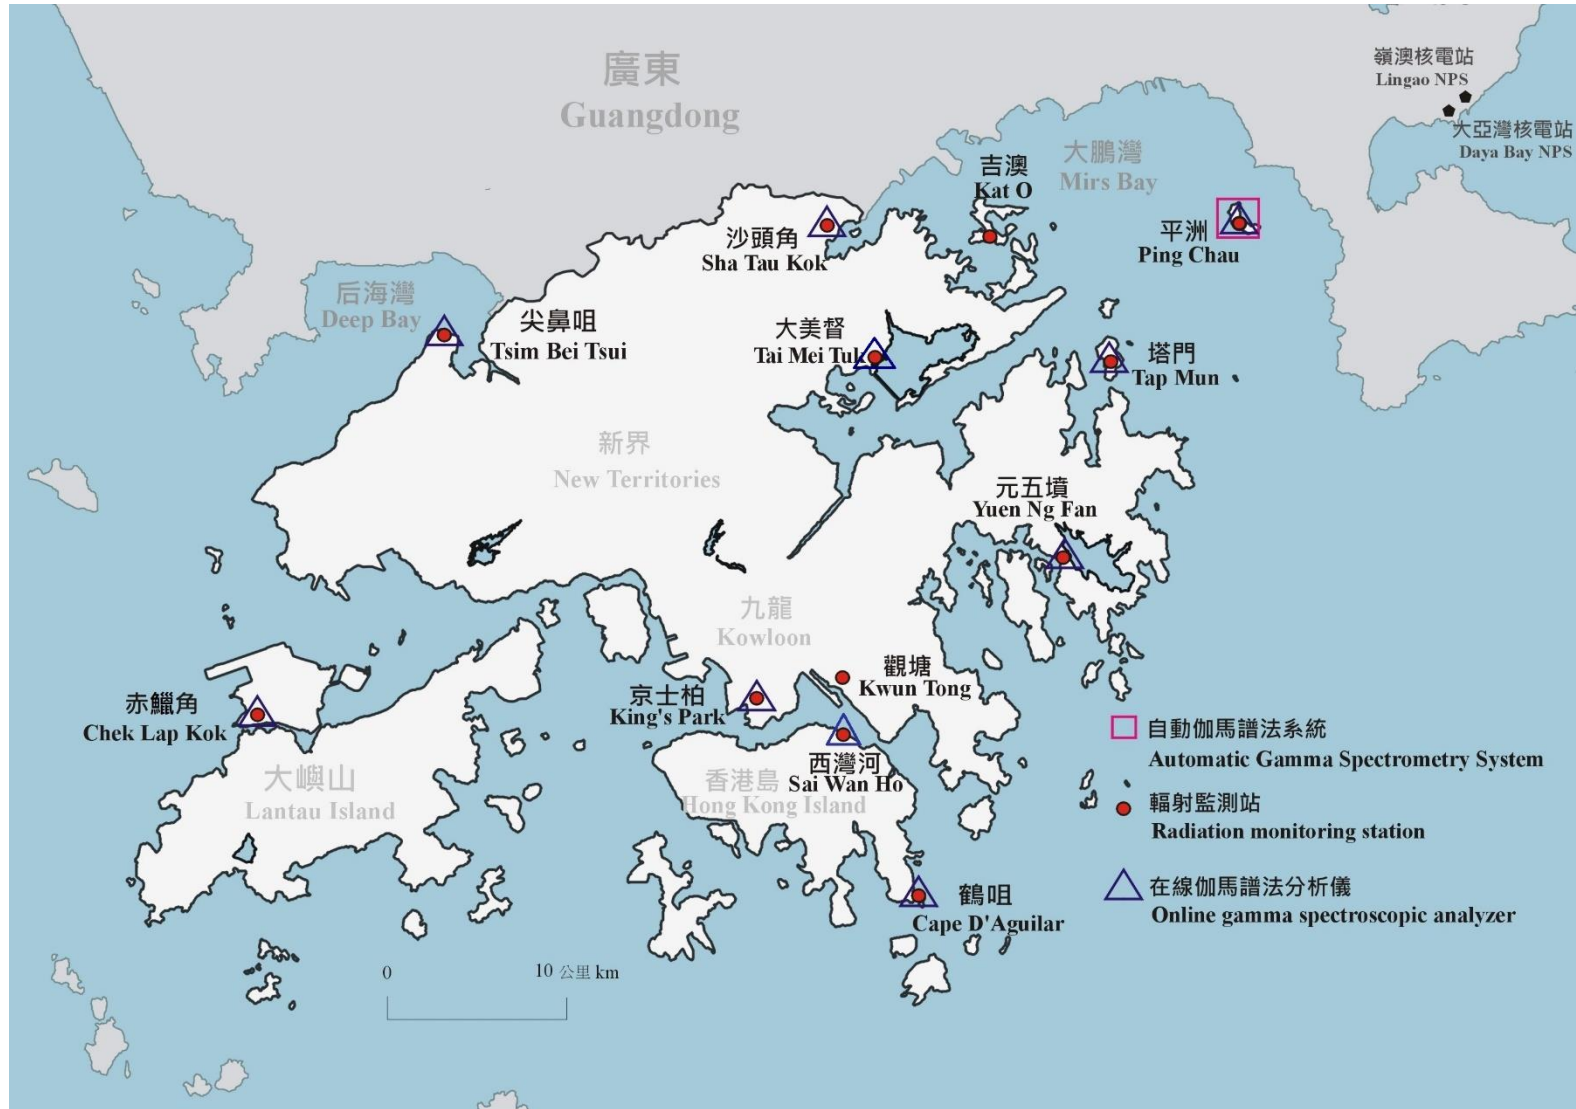 廣東
Guangdong
嶺澳核電站
Lingao NPS
大亞灣核電站
Daya Bay NPS
大鵬灣
Mirs Bay
吉澳
Kat O
平洲
Ping Chau
沙頭角
Sha Tau Kok
后海灣
Deep Bay
尖鼻咀
Tsim Bei Tsui
大美督
Tai Mei Tuk
塔門
Tap Mun
新界
New Territories
元五墳
Yuen Ng Fan
九龍
Kowloon
觀塘
Kwun Tong
京士柏
King's Park
赤鱲角
Chek Lap Kok
大嶼山
Lantau Island
西灣河
Sai Wan Ho
香港島
Hong Kong Island
鶴咀
Cape D'Aguilar
自動伽馬譜法系統
Automatic Gamma Spectrometry System
輻射監測站
Radiation monitoring station
在線伽馬譜法分析儀
Online gamma spectroscopic analyzer
0 10 公里 km